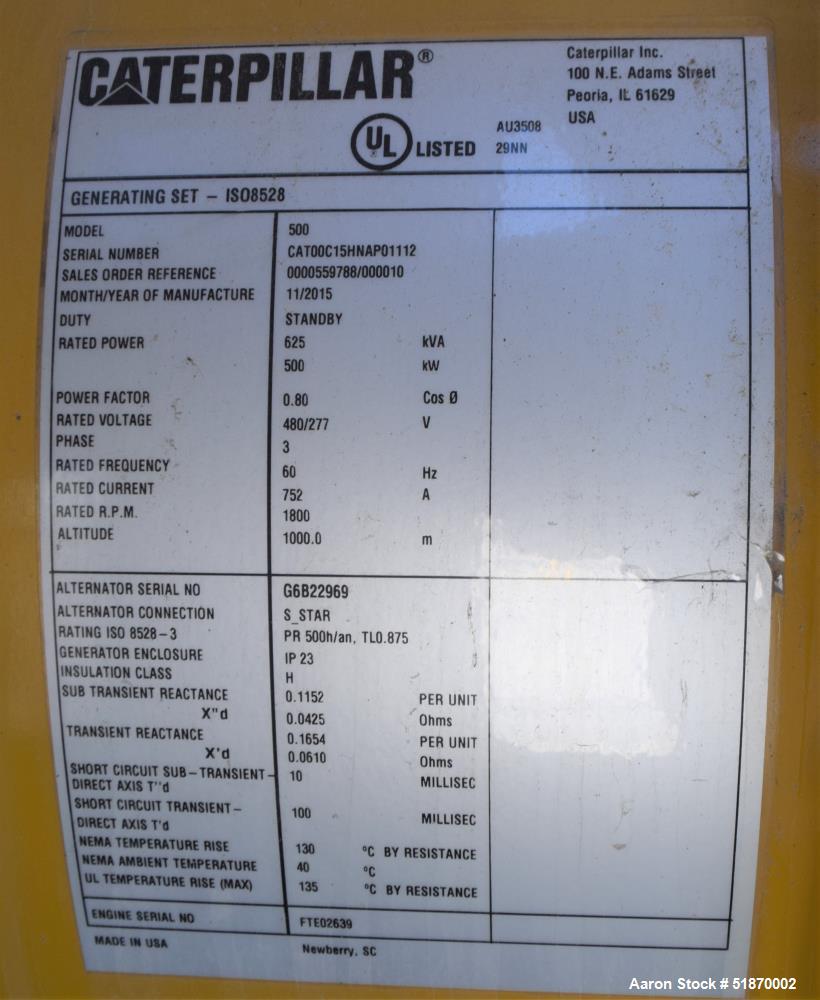 CATERPILLAR®
Caterpillar Inc.
100 N.E. Adams Street
Peoria, IL 61629
USA
UL LISTED AU3508
29NN
GENERATING SET – ISO8528
MODEL 500
SERIAL NUMBER CAT00C15HNAP01112
SALES ORDER REFERENCE 0000559788/000010
MONTH/YEAR OF MANUFACTURE 11/2015
DUTY STANDBY
RATED POWER 625 kVA
500 kW
POWER FACTOR 0.80 Cos Ø
RATED VOLTAGE 480/277 V
PHASE 3
RATED FREQUENCY 60 Hz
RATED CURRENT 752 A
RATED R.P.M. 1800
ALTITUDE 1000.0 m
ALTERNATOR SERIAL NO G6B22969
ALTERNATOR CONNECTION S_STAR
RATING ISO 8528-3 PR 500h/an, TL0.875
GENERATOR ENCLOSURE IP 23
INSULATION CLASS H
SUB TRANSIENT REACTANCE 0.1152 PER UNIT
X"d 0.0425 Ohms
TRANSIENT REACTANCE 0.1654 PER UNIT
X'd 0.0610 Ohms
SHORT CIRCUIT SUB-TRANSIENT- 10 MILLISEC
DIRECT AXIS T"d
SHORT CIRCUIT TRANSIENT- 100 MILLISEC
DIRECT AXIS T'd
NEMA TEMPERATURE RISE 130 °C BY RESISTANCE
NEMA AMBIENT TEMPERATURE 40 °C
UL TEMPERATURE RISE (MAX) 135 °C BY RESISTANCE
ENGINE SERIAL NO FTE02639
MADE IN USA Newberry, SC
Aaron Stock # 51870002